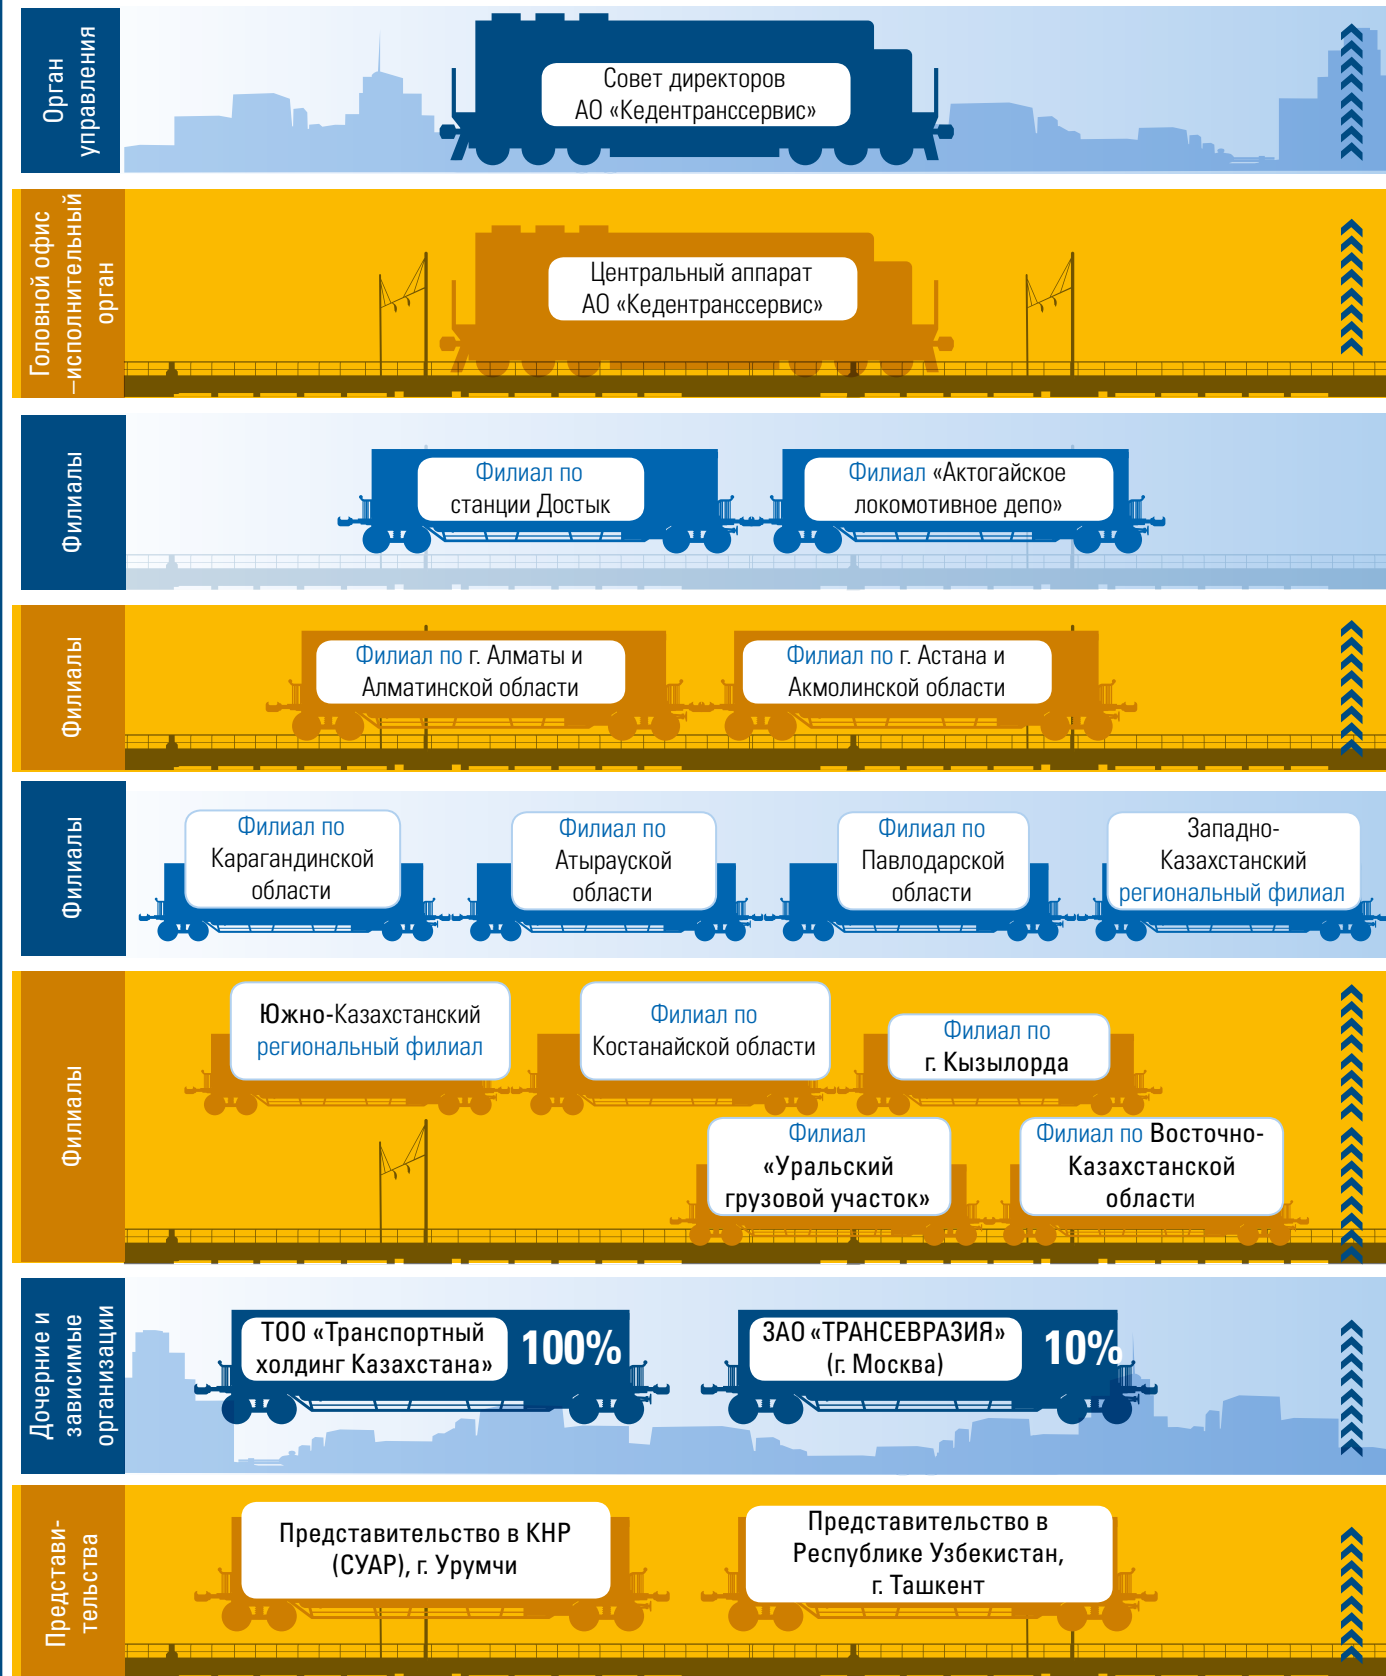 Орган
управления
Совет директоров
АО «Кедентранссервис»
Головной офис
–исполнительный
орган
Центральный аппарат
АО «Кедентранссервис»
Филиалы
Филиал по
станции Достык
Филиал «Актогайское
локомотивное депо»
Филиалы
Филиал по г. Алматы и
Алматинской области
Филиал по г. Астана и
Акмолинской области
Филиалы
Филиал по
Карагандинской
области
Филиал по
Атырауской
области
Филиал по
Павлодарской
области
Западно-
Казахстанский
региональный филиал
Филиалы
Южно-Казахстанский
региональный филиал
Филиал по
Костанайской области
Филиал по
г. Кызылорда
Филиал
«Уральский
грузовой участок»
Филиал по Восточно-
Казахстанской
области
Дочерние и
зависимые
организации
ТОО «Транспортный
холдинг Казахстана»
100%
ЗАО «ТРАНСЕВРАЗИЯ»
(г. Москва)
10%
Представи-
тельства
Представительство в КНР
(СУАР), г. Урумчи
Представительство в
Республике Узбекистан,
г. Ташкент